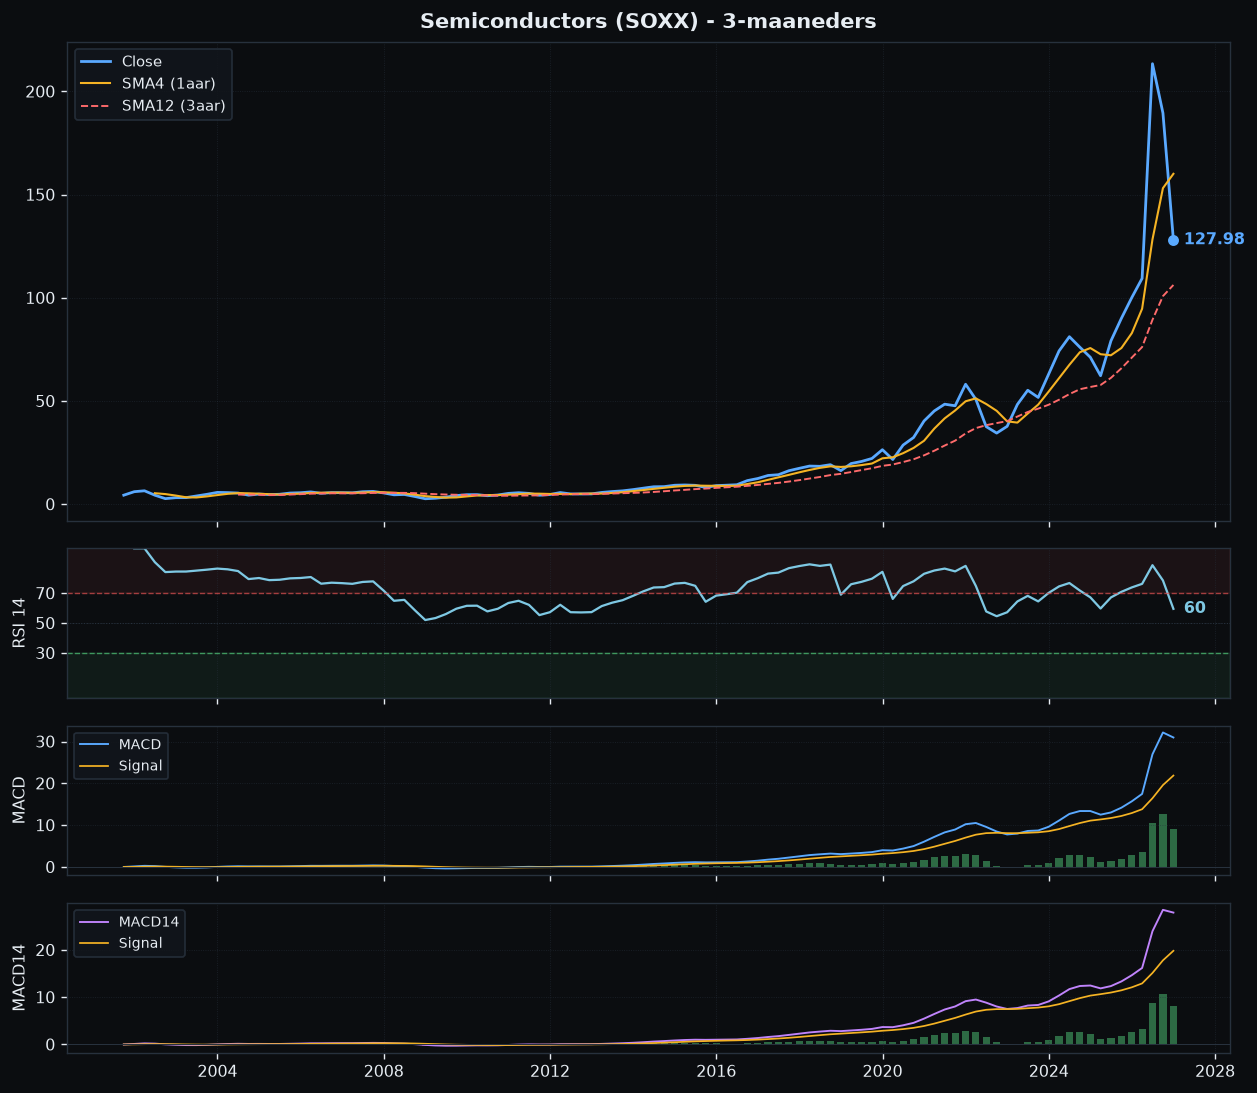 Semiconductors (SOXX) - 3-maaneders
Close
SMA4 (1aar)
SMA12 (3aar)
200
150
100
50
0
127.98
RSI 14
70
50
30
60
MACD
Signal
MACD
30
20
10
0
MACD14
Signal
MACD14
20
10
0
2004 2008 2012 2016 2020 2024 2028